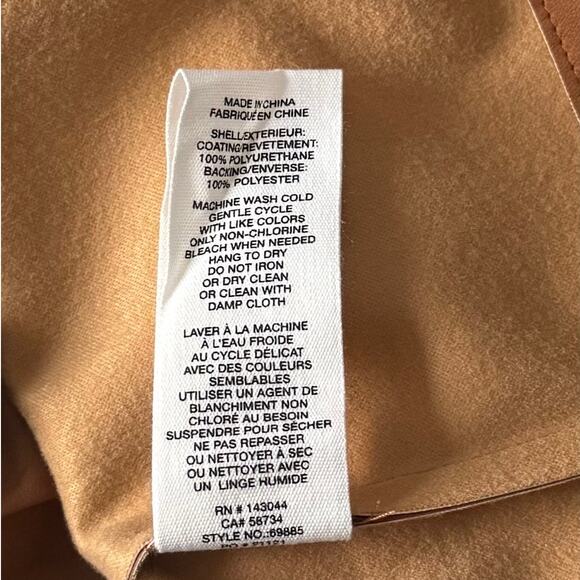 MADE IN CHINA
FABRIQUÉ EN CHINE
SHELL/EXTERIEUR:
COATING/REVETEMENT:
100% POLYURETHANE
BACKING/ENVERSE:
100% POLYESTER
MACHINE WASH COLD
GENTLE CYCLE
WITH LIKE COLORS
ONLY NON-CHLORINE
BLEACH WHEN NEEDED
HANG TO DRY
DO NOT IRON
OR DRY CLEAN
OR CLEAN WITH
DAMP CLOTH
LAVER À LA MACHINE
À L'EAU FROIDE
AU CYCLE DÉLICAT
AVEC DES COULEURS
SEMBLABLES
UTILISER UN AGENT DE
BLANCHIMENT NON
CHLORÉ AU BESOIN
SUSPENDRE POUR SÉCHER
NE PAS REPASSER
OU NETTOYER À SEC
OU NETTOYER AVEC
UN LINGE HUMIDE
RN # 143044
CA# 58734
STYLE NO.:69885